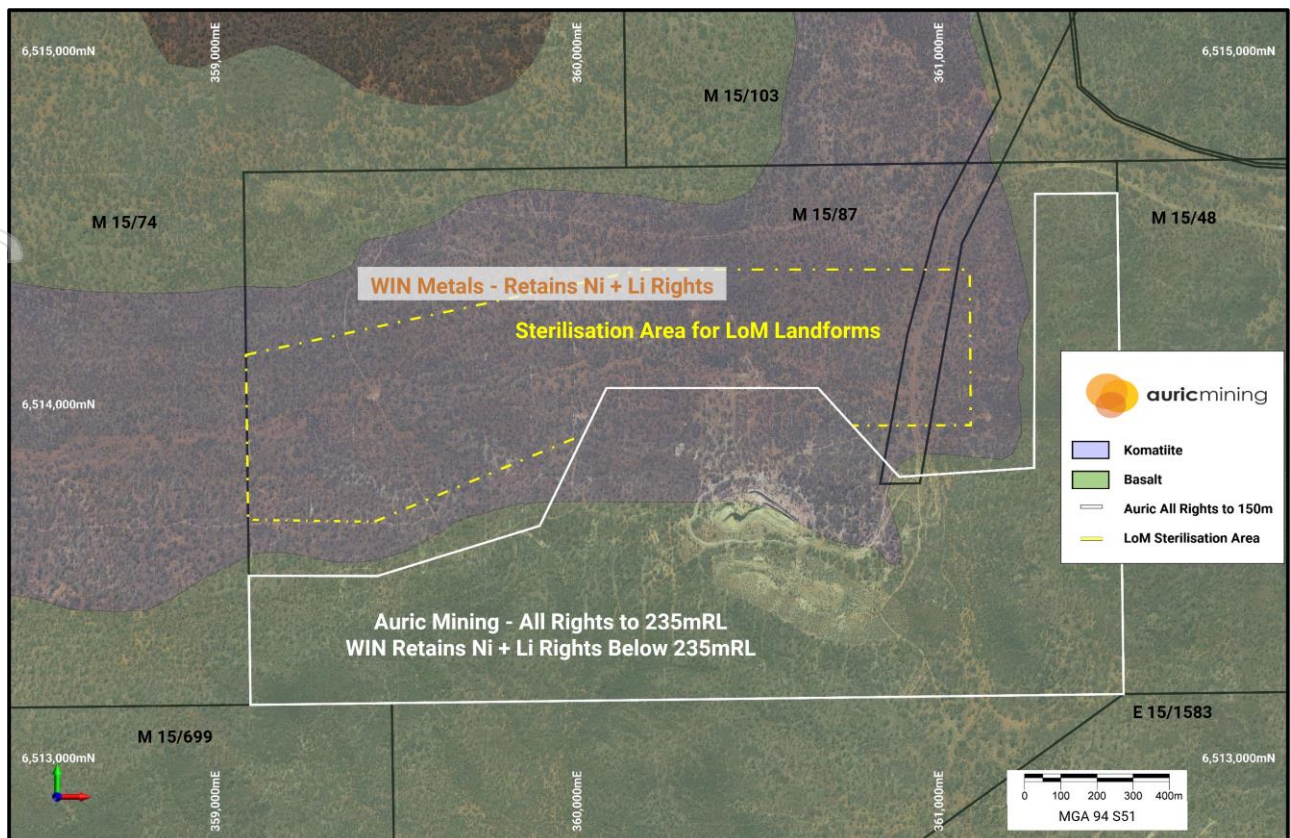 6,515,000mN
359,000mE
360,000mE
361,000mE
6,515,000mN
M 15/103
M 15/74
M 15/87
M 15/48
WIN Metals - Retains Ni + Li Rights
Sterilisation Area for LoM Landforms
6,514,000mN
auricmining
Komatiite
Basalt
Auric All Rights to 150m
LoM Sterilisation Area
Auric Mining - All Rights to 235mRL
WIN Retains Ni + Li Rights Below 235mRL
M 15/699
E 15/1583
6,513,000mN
359,000mE
360,000mE
361,000mE
6,513,000mN
0 100 200 300 400m
MGA 94 S51